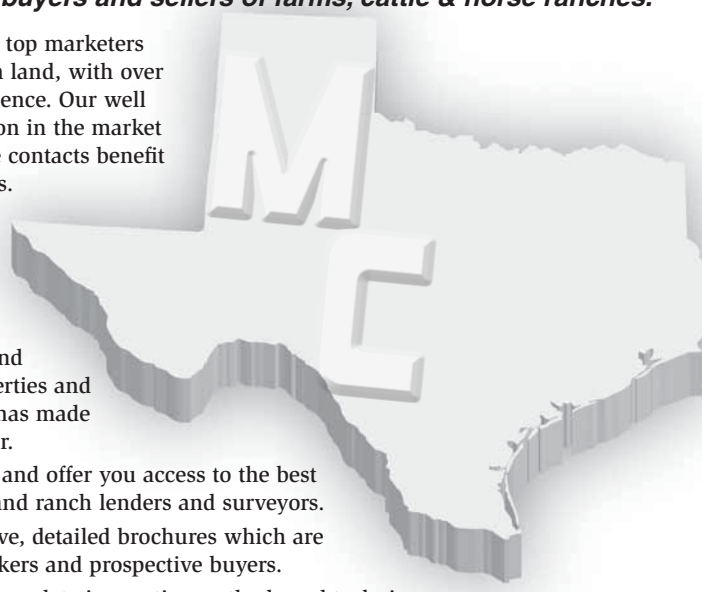 buyers and sellers of farms, cattle & horse ranches.
top marketers
land, with over
ence. Our well
on in the market
contacts benefit
s.
M
C
nd
erties and
has made
r.
and offer you access to the best
and ranch lenders and surveyors.
ve, detailed brochures which are
kers and prospective buyers.